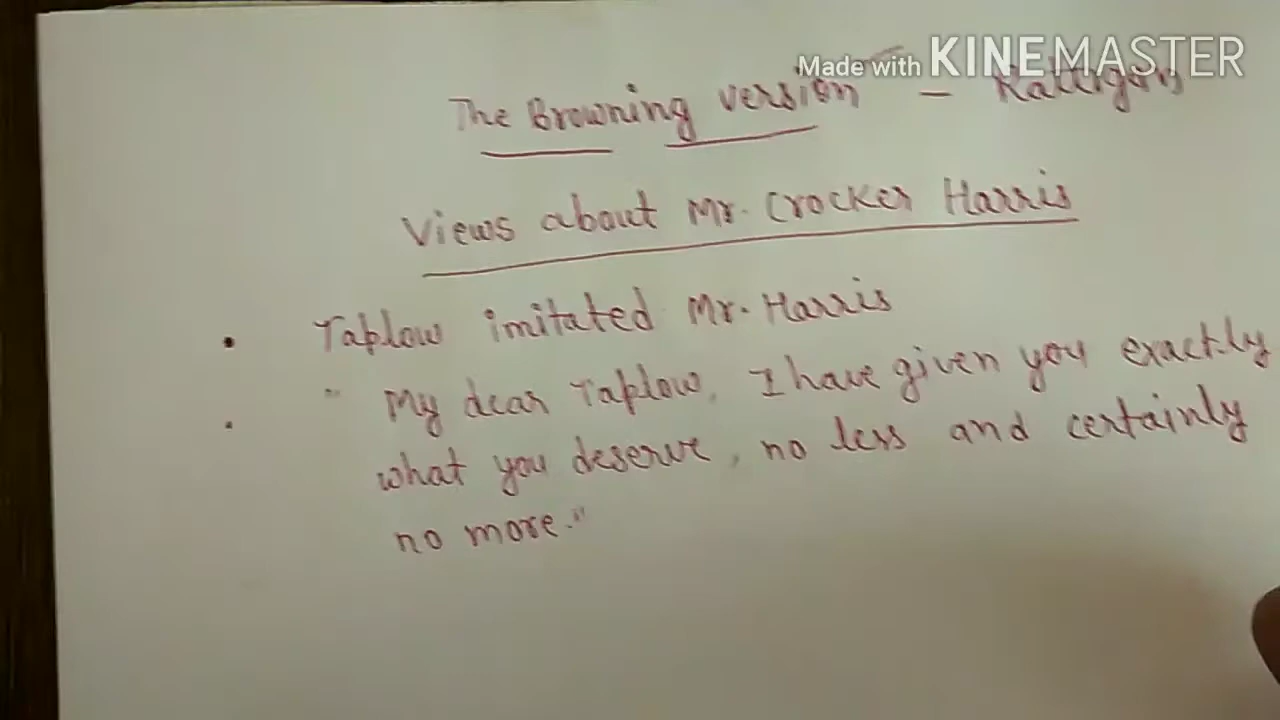 Made with KINEMASTER
The Browning version - Rattigan
Views about Mr. Crocker Harris
• Taplow imitated Mr. Harris
" My dear Taplow, I have given you exactly
what you deserve, no less and certainly
no more."